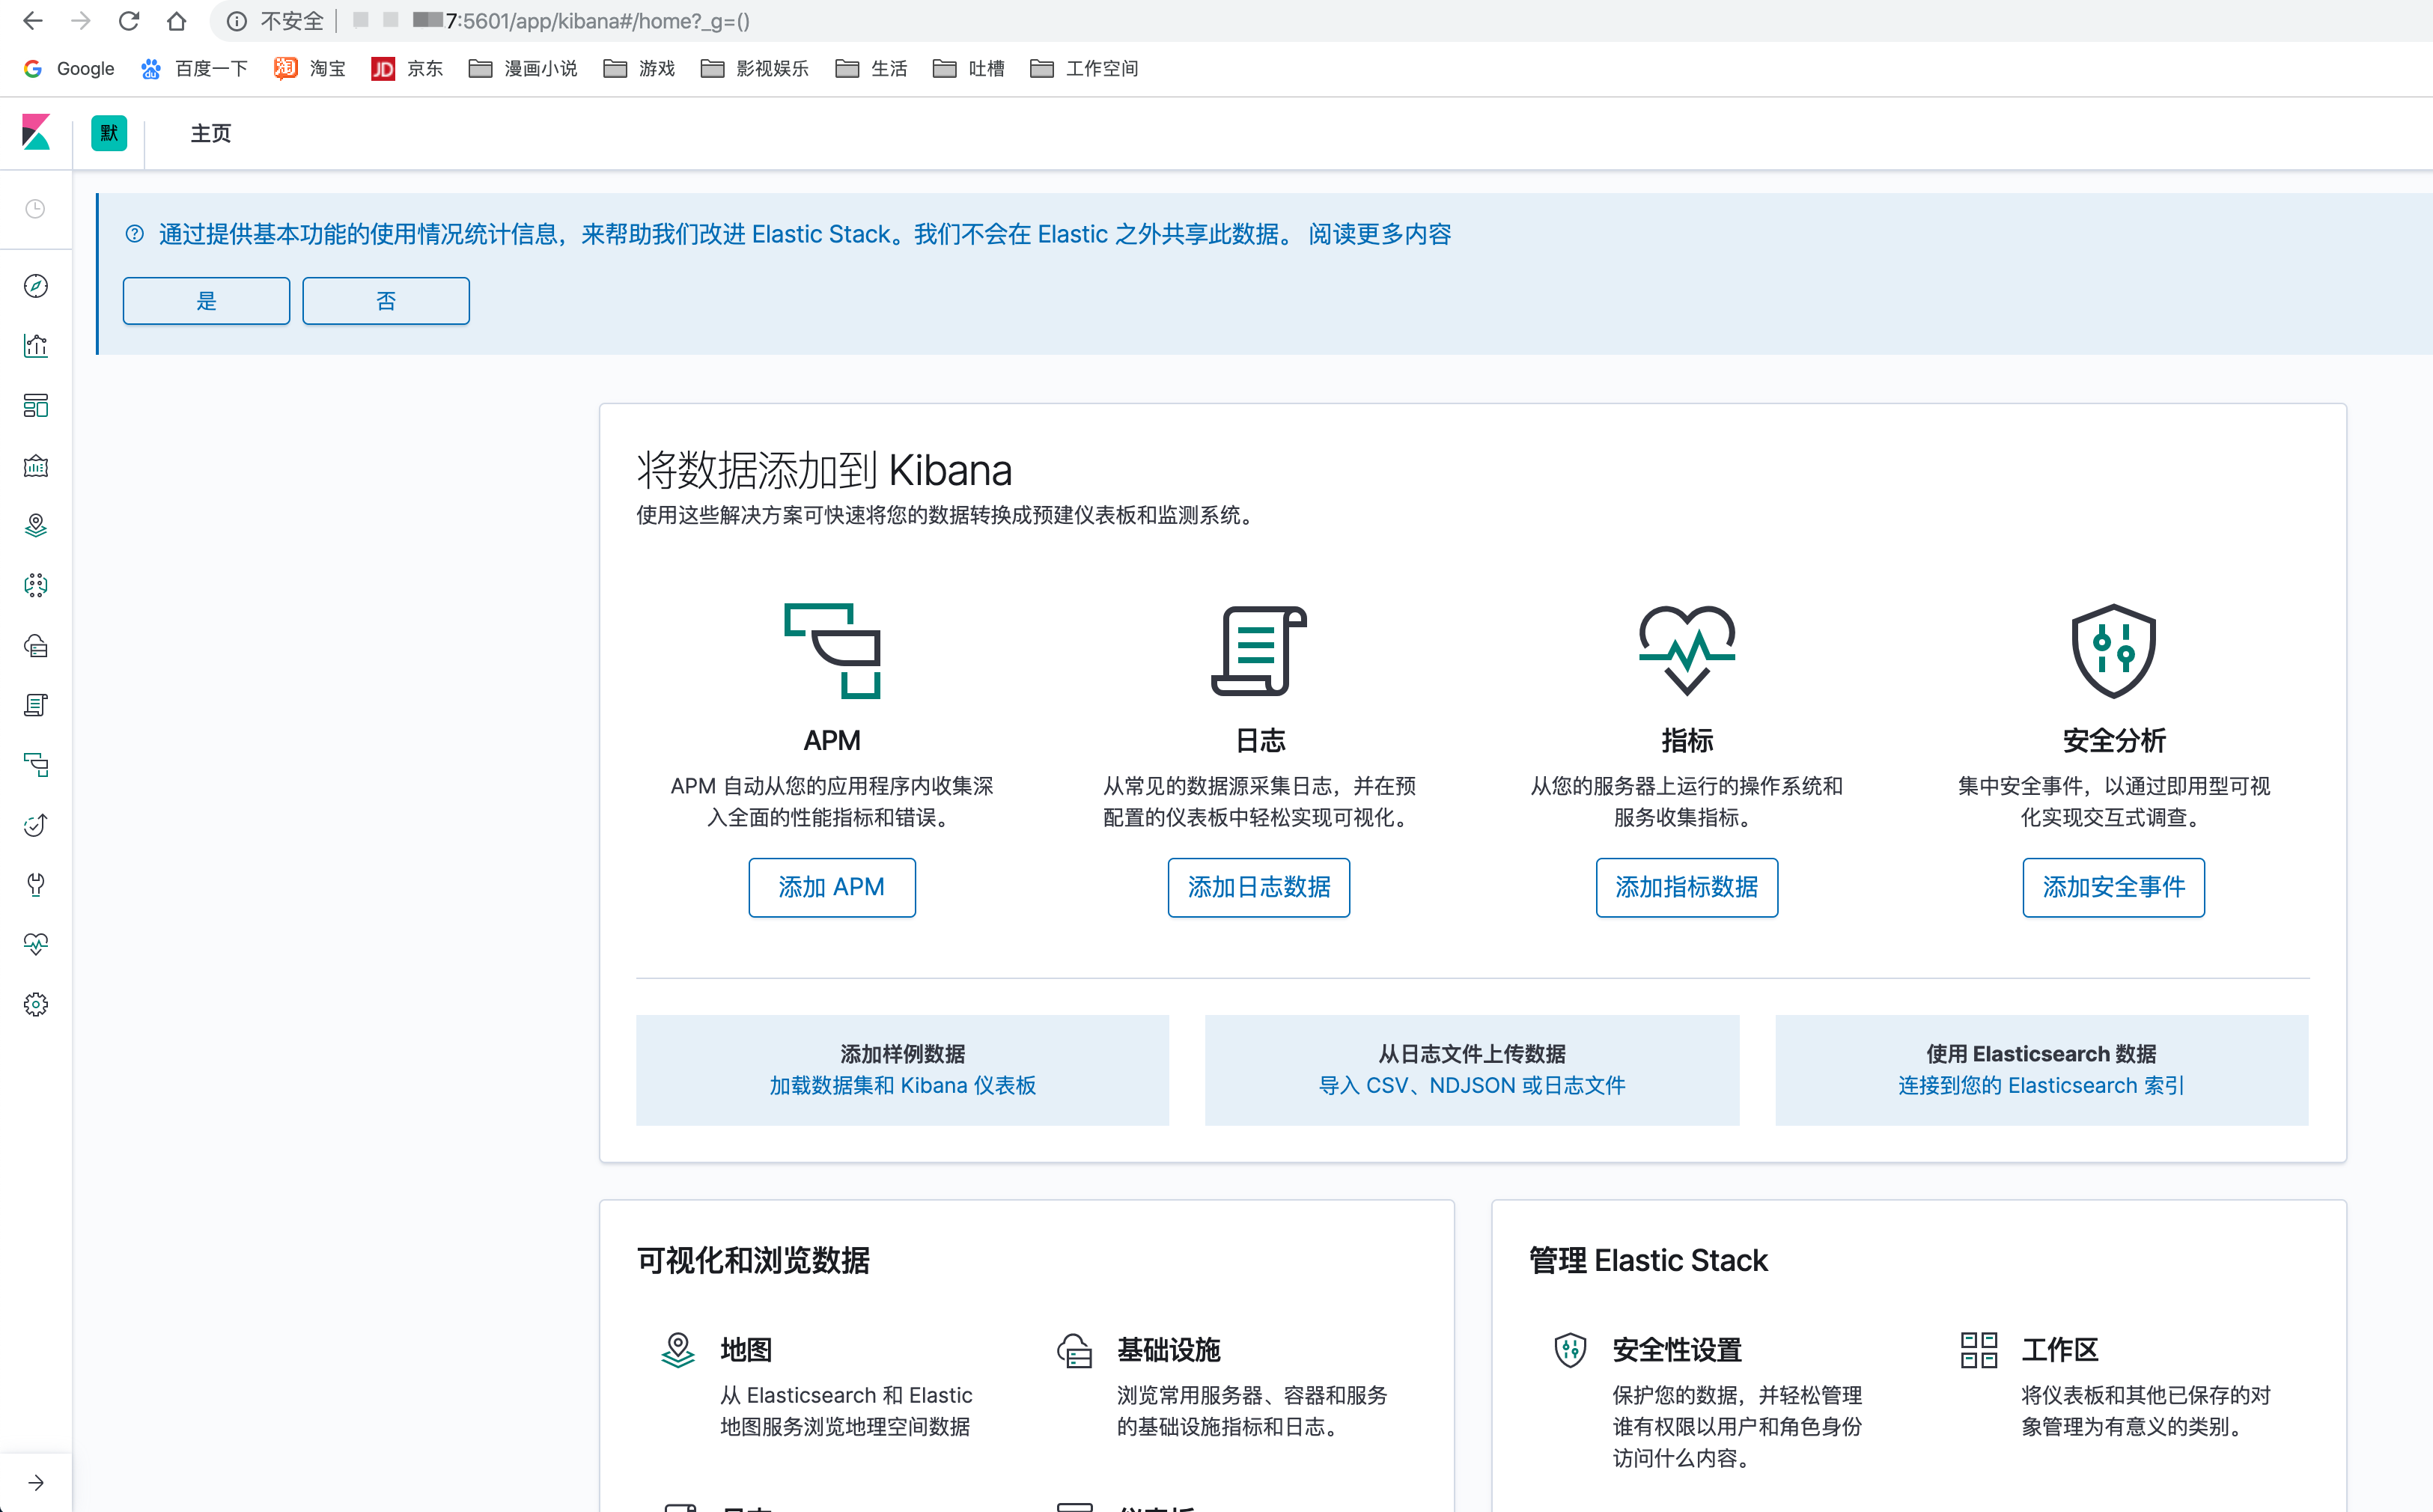 不安全 7:5601/app/kibana#/home?_g=()
Google 百度一下 淘宝 京东 漫画小说 游戏 影视娱乐 生活 吐槽 工作空间
默 主页
通过提供基本功能的使用情况统计信息，来帮助我们改进 Elastic Stack。我们不会在 Elastic 之外共享此数据。 阅读更多内容
是 否
将数据添加到 Kibana
使用这些解决方案可快速将您的数据转换成预建仪表板和监测系统。
APM
APM 自动从您的应用程序内收集深
入全面的性能指标和错误。
添加 APM
日志
从常见的数据源采集日志，并在预
配置的仪表板中轻松实现可视化。
添加日志数据
指标
从您的服务器上运行的操作系统和
服务收集指标。
添加指标数据
安全分析
集中安全事件，以通过即用型可视
化实现交互式调查。
添加安全事件
添加样例数据
加载数据集和 Kibana 仪表板
从日志文件上传数据
导入 CSV、NDJSON 或日志文件
使用 Elasticsearch 数据
连接到您的 Elasticsearch 索引
可视化和浏览数据
地图
从 Elasticsearch 和 Elastic
地图服务浏览地理空间数据
基础设施
浏览常用服务器、容器和服务
的基础设施指标和日志。
管理 Elastic Stack
安全性设置
保护您的数据，并轻松管理
谁有权限以用户和角色身份
访问什么内容。
工作区
将仪表板和其他已保存的对
象管理为有意义的类别。